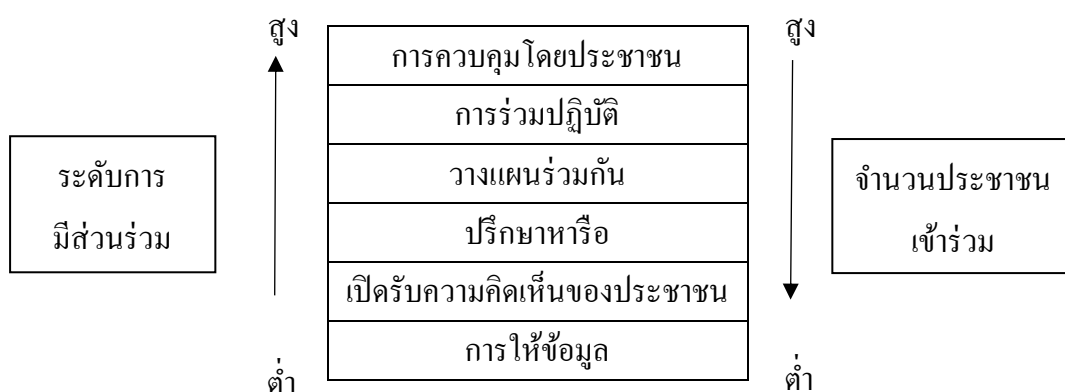 สูง
สูง
การควบคุมโดยประชาชน
การร่วมปฏิบัติ
ระดับการ
มีส่วนร่วม
วางแผนร่วมกัน
ปรึกษาหารือ
จำนวนประชาชน
เข้าร่วม
เปิดรับความคิดเห็นของประชาชน
การให้ข้อมูล
ต่ำ
ต่ำ